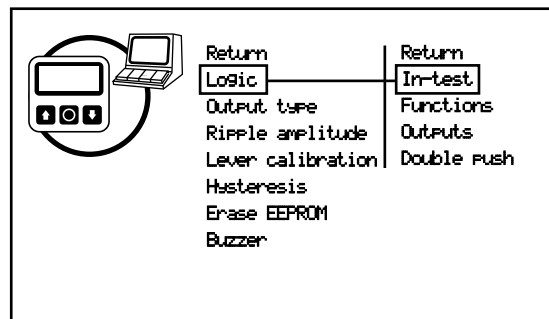 Return
Logic
Output type
Ripple amplitude
Lever calibration
Hysteresis
Erase EEPROM
Buzzer
Return
In-test
Functions
Outputs
Double push